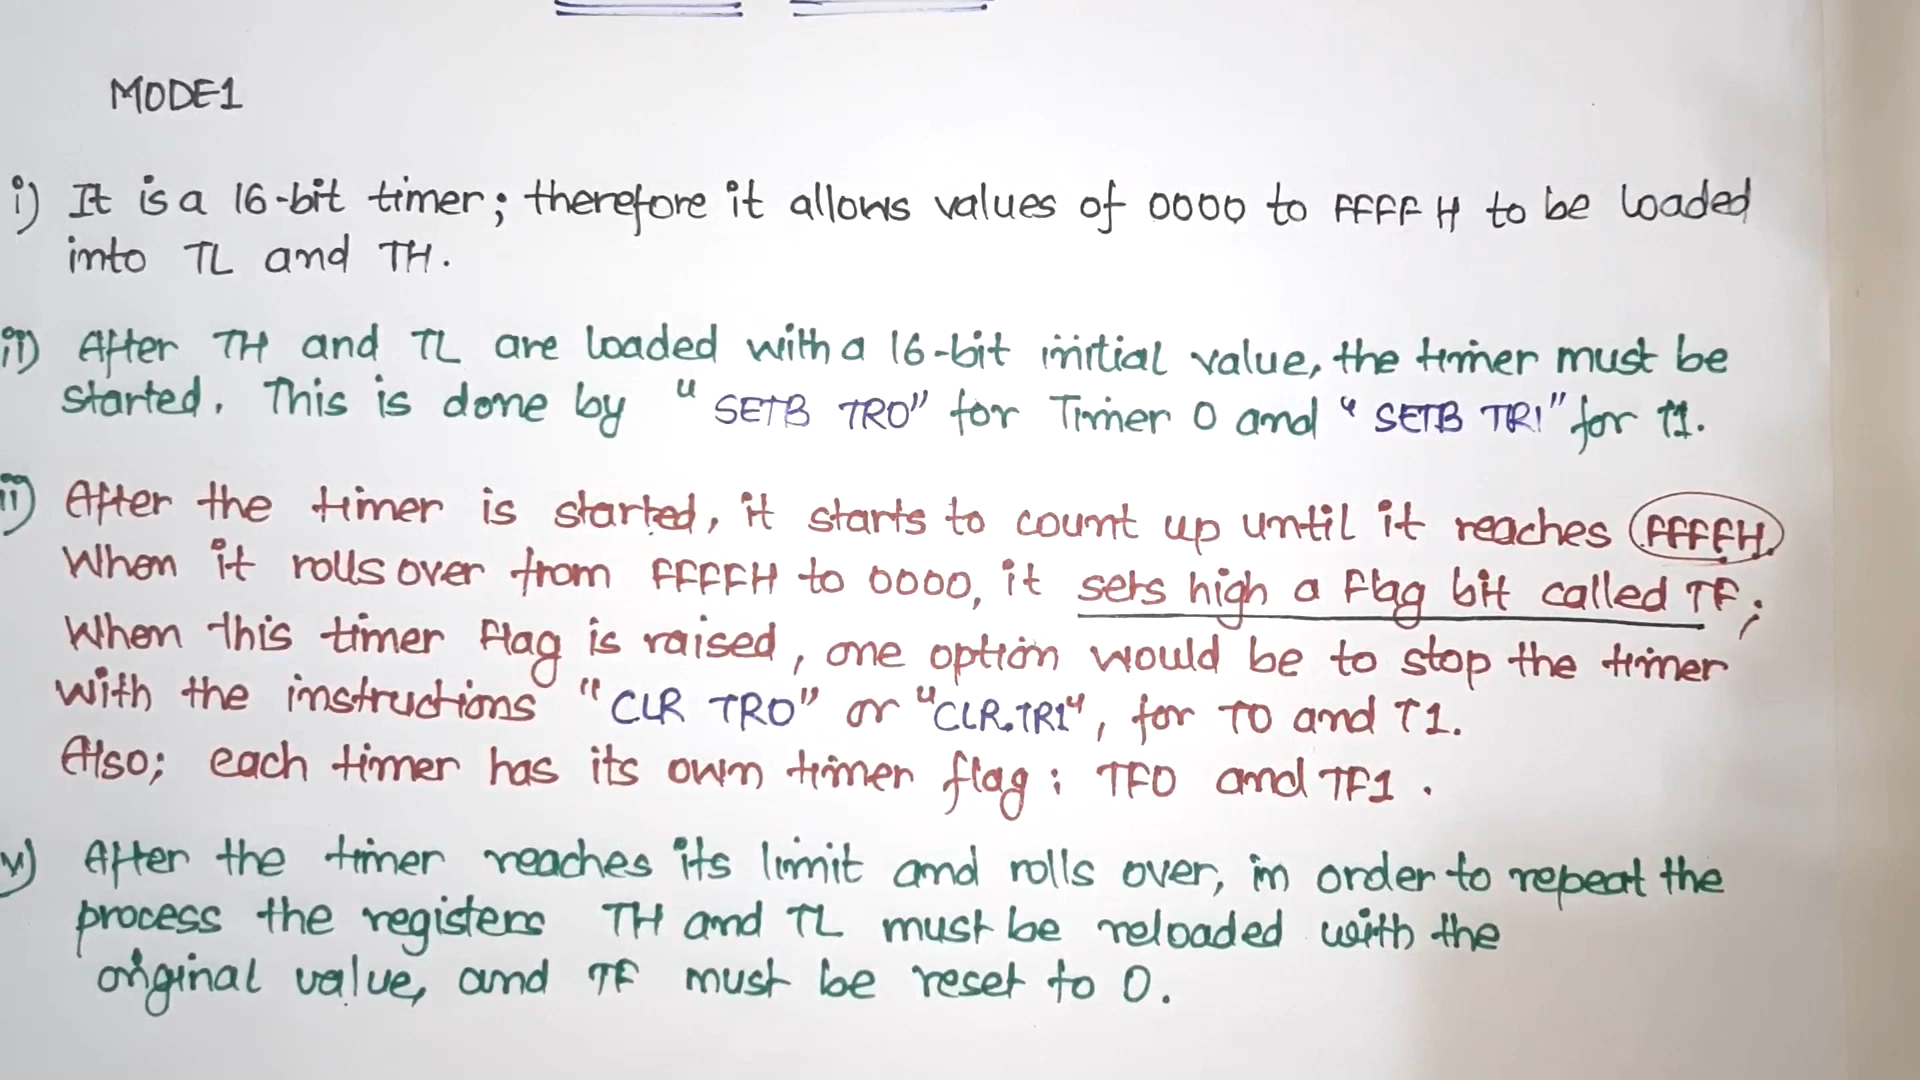 MODE1
i) It is a 16-bit timer; therefore it allows values of 0000 to FFFF H to be loaded
into TL and TH.
ii) After TH and TL are loaded with a 16-bit initial value, the timer must be
started. This is done by "SETB TR0" for Timer 0 and "SETB TR1" for T1.
ii) After the timer is started, it starts to count up until it reaches FFFFH.
When it rolls over from FFFFH to 0000, it sets high a flag bit called TF;
When this timer flag is raised, one option would be to stop the timer
with the instructions "CLR TR0" or "CLR TR1", for T0 and T1.
Also; each timer has its own timer flag: TF0 and TF1.
v) After the timer reaches its limit and rolls over, in order to repeat the
process the registers TH and TL must be reloaded with the
original value, and TF must be reset to 0.